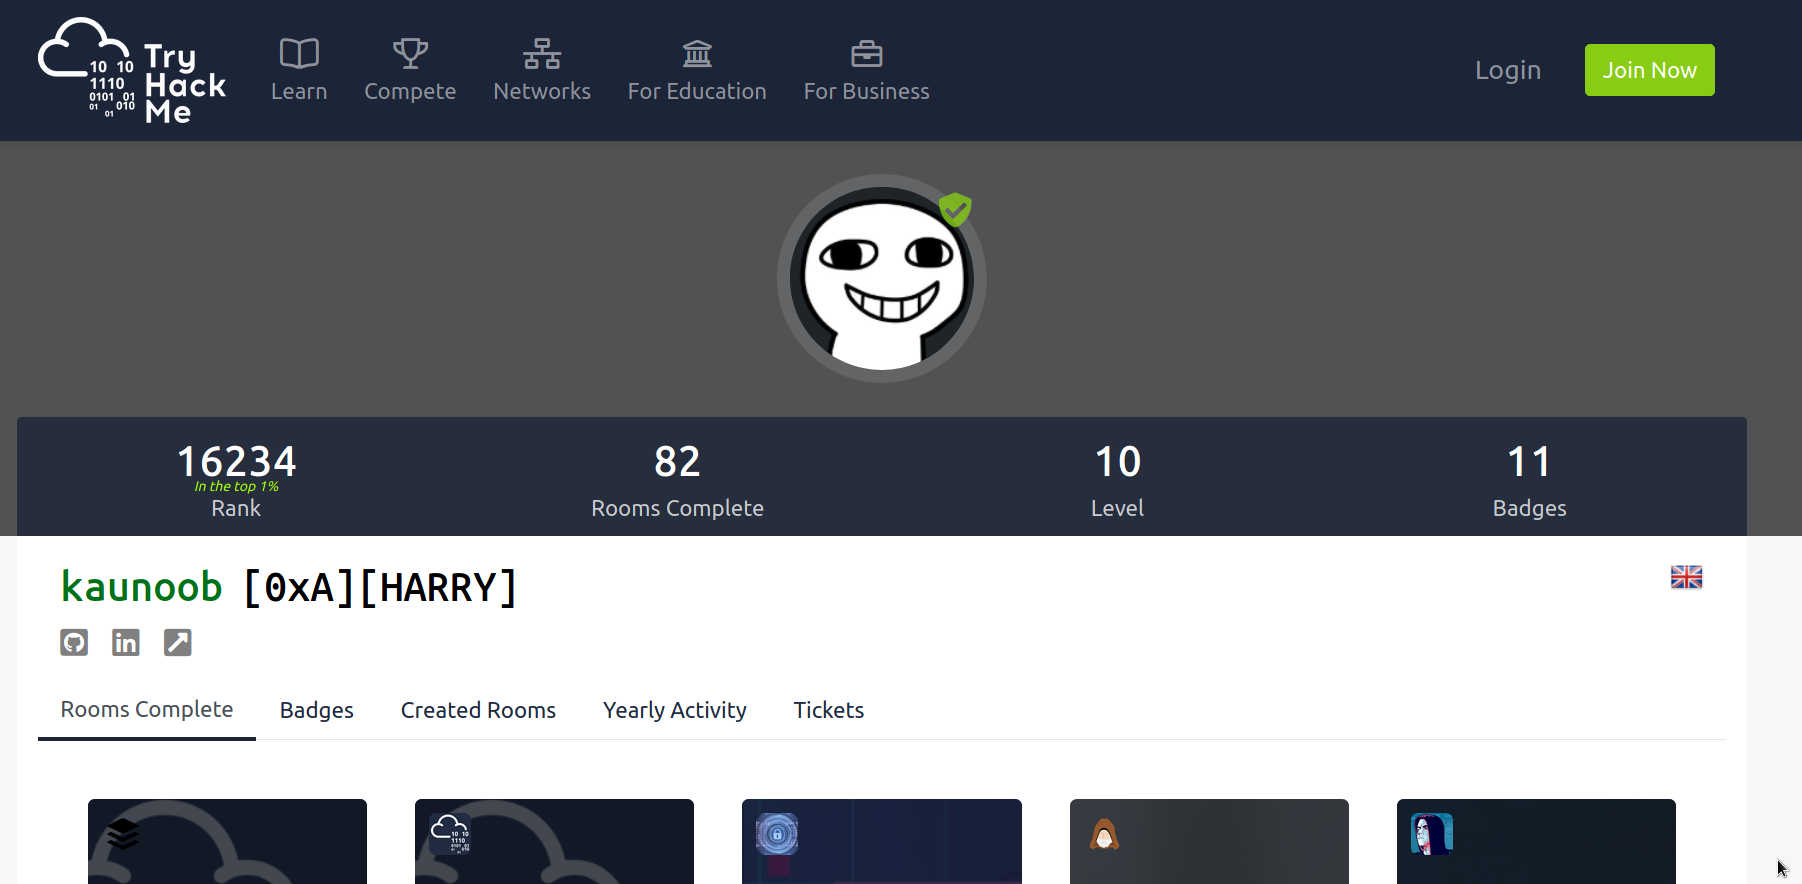 Try
Hack
Me
10 10
1110
0101 01
01 010
01
Learn
Compete
Networks
For Education
For Business
Login
Join Now
16234
In the top 1%
Rank
82
Rooms Complete
10
Level
11
Badges
kaunoob [0xA][HARRY]
in
Rooms Complete
Badges
Created Rooms
Yearly Activity
Tickets